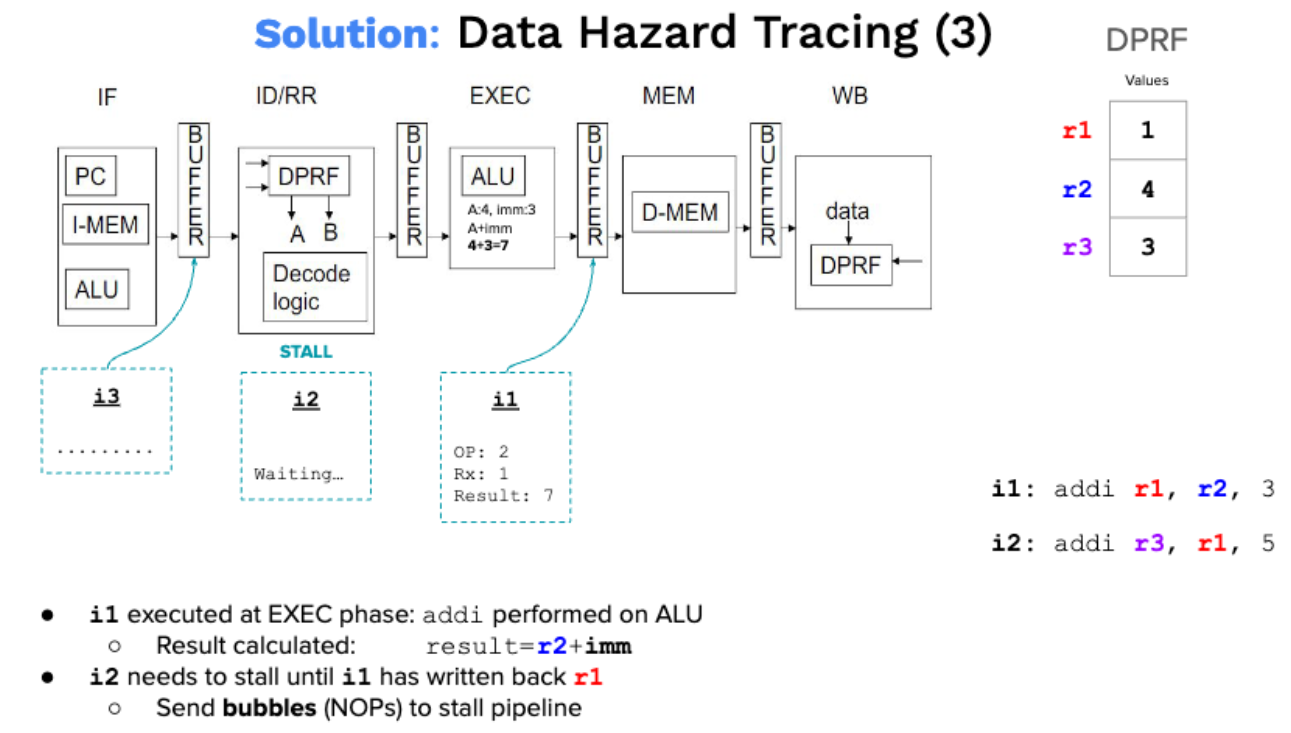 Solution: Data Hazard Tracing (3)
DPRF
Values
r1 1
r2 4
r3 3
IF
ID/RR
EXEC
MEM
WB
BUFFER
BUFFER
BUFFER
BUFFER
PC
I-MEM
ALU
DPRF
A B
Decode
logic
ALU
A:4, imm:3
A+imm
4+3=7
D-MEM
data
DPRF
STALL
i3
.........
i2
Waiting…
i1
OP: 2
Rx: 1
Result: 7
i1: addi r1, r2, 3
i2: addi r3, r1, 5
● i1 executed at EXEC phase: addi performed on ALU
○ Result calculated: result=r2+imm
● i2 needs to stall until i1 has written back r1
○ Send bubbles (NOPs) to stall pipeline